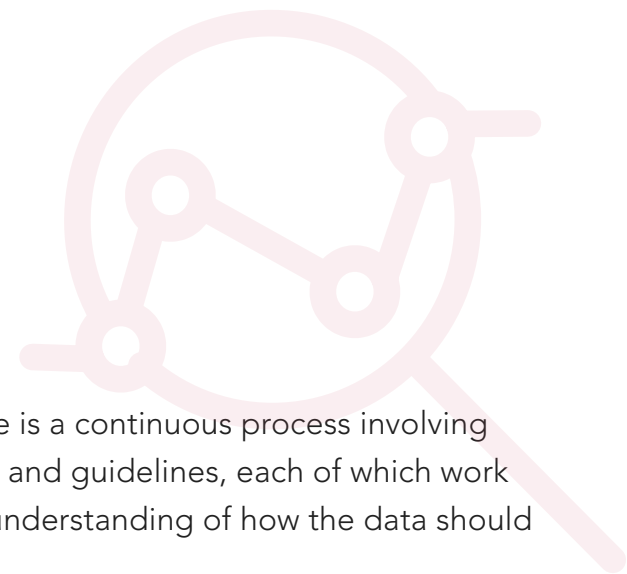 is a continuous process involving
and guidelines, each of which work
understanding of how the data should